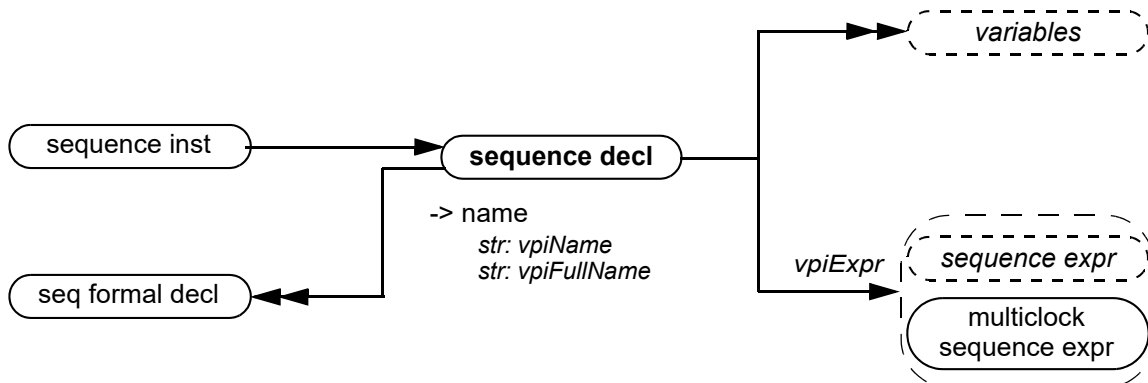 variables
sequence inst
sequence decl
-> name
str: vpiName
str: vpiFullName
seq formal decl
vpiExpr
sequence expr
multiclock
sequence expr